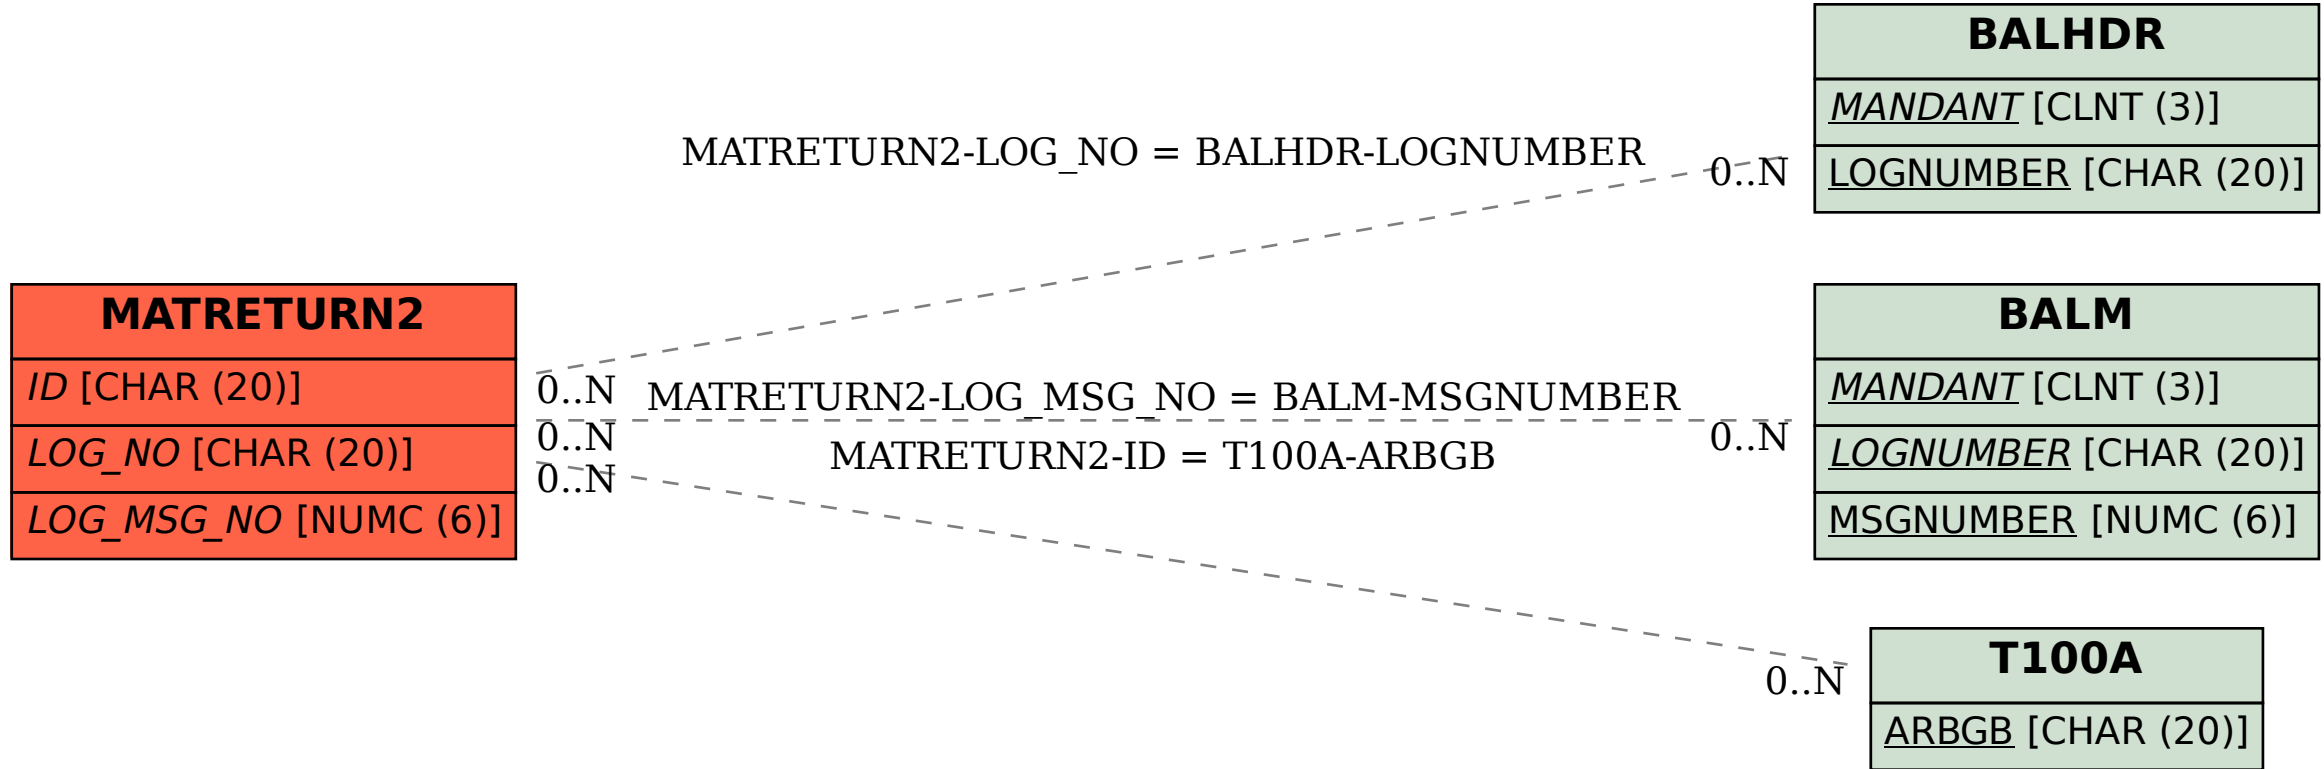 BALHDR
MANDANT [CLNT (3)]
LOGNUMBER [CHAR (20)]
MATRETURN2-LOG_NO = BALHDR-LOGNUMBER
0..N
MATRETURN2
ID [CHAR (20)]
LOG_NO [CHAR (20)]
LOG_MSG_NO [NUMC (6)]
0..N
MATRETURN2-LOG_MSG_NO = BALM-MSGNUMBER
0..N
0..N
MATRETURN2-ID = T100A-ARBGB
0..N
BALM
MANDANT [CLNT (3)]
LOGNUMBER [CHAR (20)]
MSGNUMBER [NUMC (6)]
0..N
T100A
ARBGB [CHAR (20)]